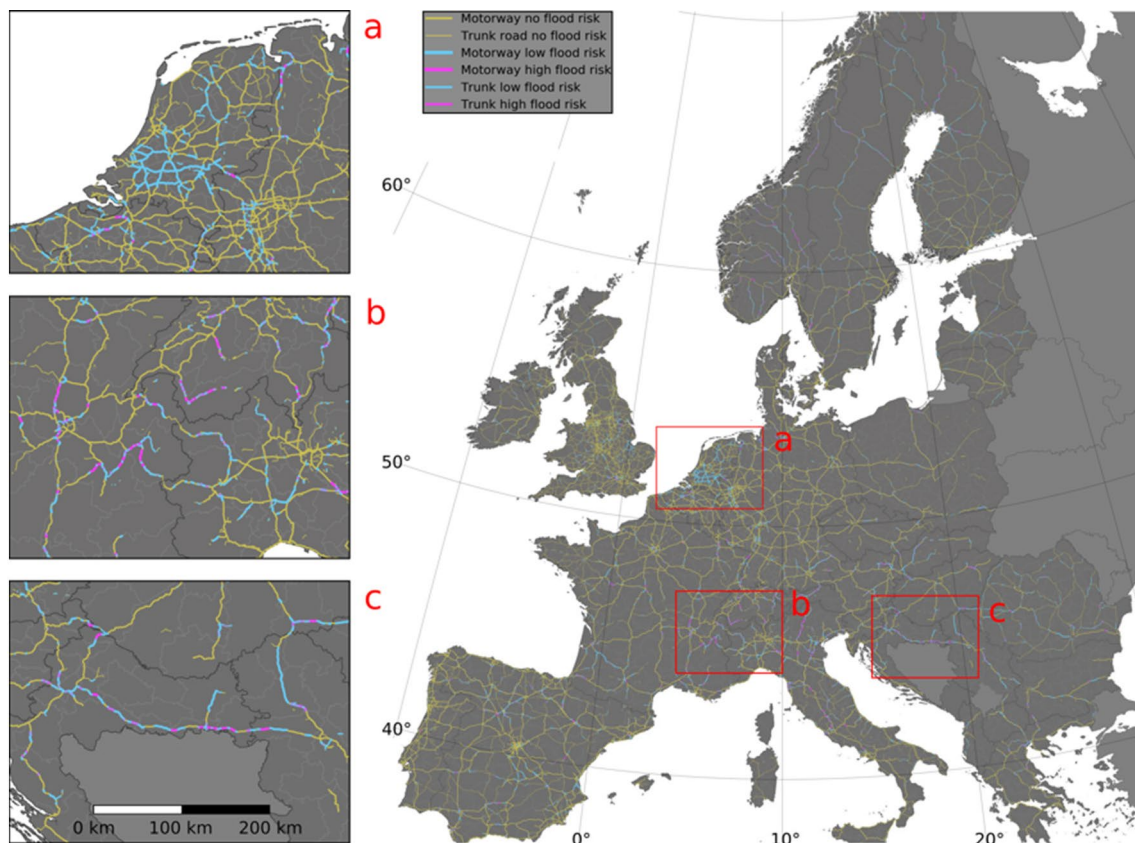 a
b
c
0 km 100 km 200 km
Motorway no flood risk
Trunk road no flood risk
Motorway low flood risk
Motorway high flood risk
Trunk low flood risk
Trunk high flood risk
60°
50°
40°
0°
10°
20°
a
b
c